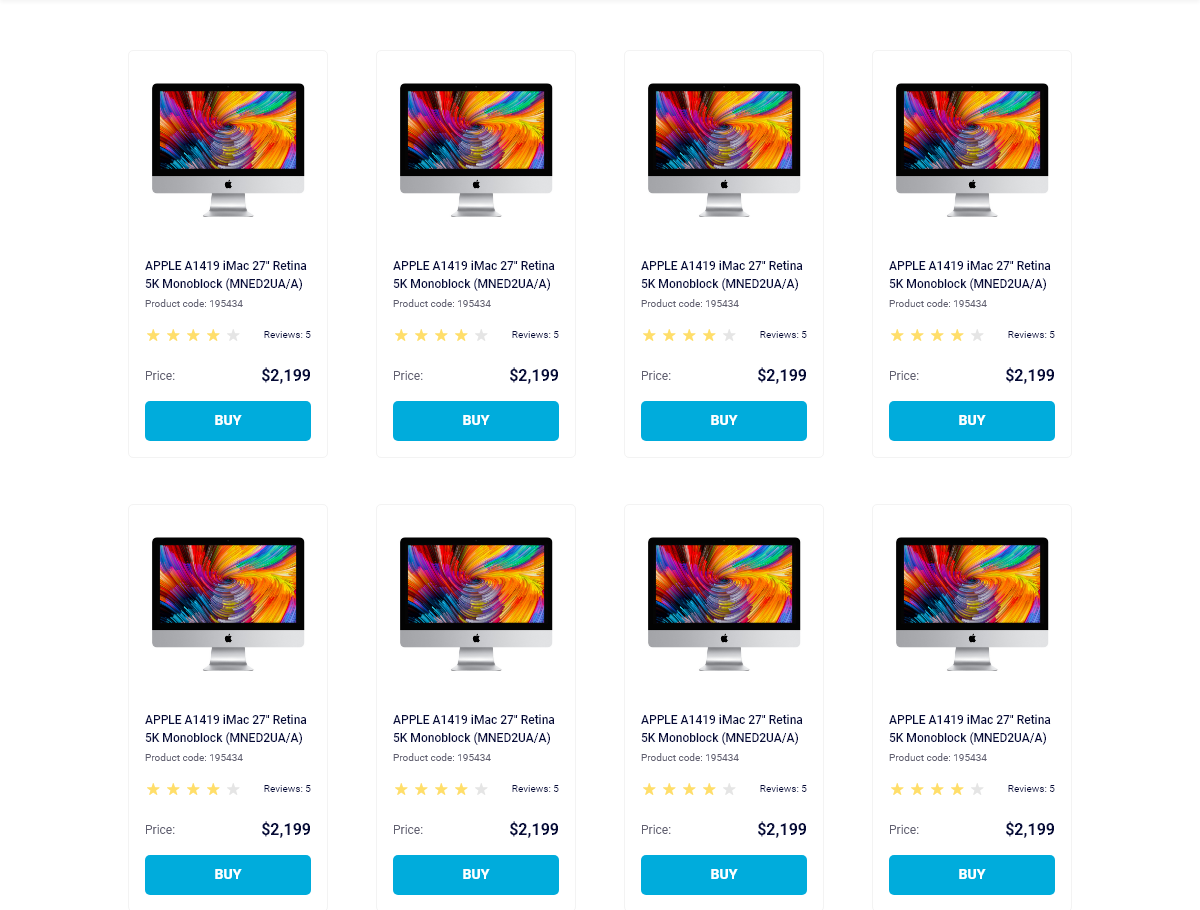 APPLE A1419 iMac 27" Retina
5K Monoblock (MNED2UA/A)
Product code: 195434
Reviews: 5
Price: $2,199
BUY
APPLE A1419 iMac 27" Retina
5K Monoblock (MNED2UA/A)
Product code: 195434
Reviews: 5
Price: $2,199
BUY
APPLE A1419 iMac 27" Retina
5K Monoblock (MNED2UA/A)
Product code: 195434
Reviews: 5
Price: $2,199
BUY
APPLE A1419 iMac 27" Retina
5K Monoblock (MNED2UA/A)
Product code: 195434
Reviews: 5
Price: $2,199
BUY
APPLE A1419 iMac 27" Retina
5K Monoblock (MNED2UA/A)
Product code: 195434
Reviews: 5
Price: $2,199
BUY
APPLE A1419 iMac 27" Retina
5K Monoblock (MNED2UA/A)
Product code: 195434
Reviews: 5
Price: $2,199
BUY
APPLE A1419 iMac 27" Retina
5K Monoblock (MNED2UA/A)
Product code: 195434
Reviews: 5
Price: $2,199
BUY
APPLE A1419 iMac 27" Retina
5K Monoblock (MNED2UA/A)
Product code: 195434
Reviews: 5
Price: $2,199
BUY